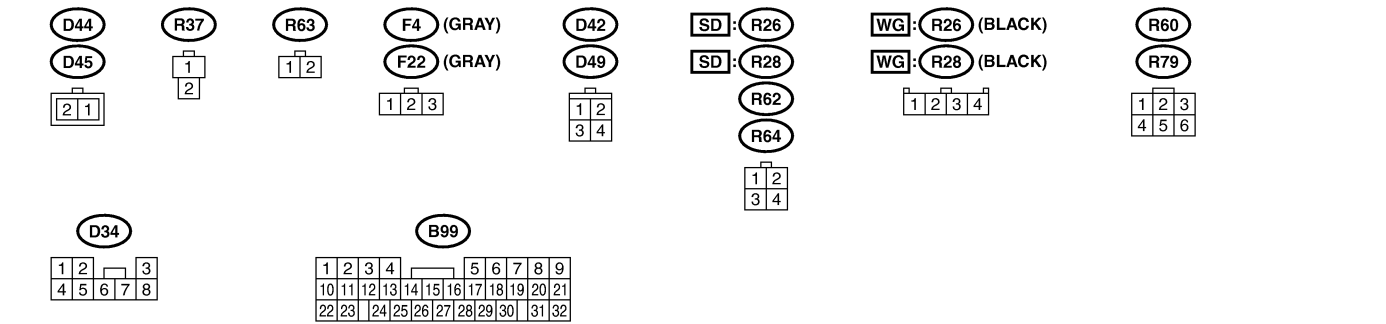 D44 R37 R63 F4 (GRAY) D42 SD : R26 WG : R26 (BLACK) R60
D45 F22 (GRAY) D49 SD : R28 WG : R28 (BLACK) R79
1
2
1 2
2 1
1 2 3
1 2
3 4
R62
R64
1 2
3 4
1 2 3 4
1 2 3
4 5 6
D34 B99
1 2 3
4 5 6 7 8
1 2 3 4 5 6 7 8 9
10 11 12 13 14 15 16 17 18 19 20 21
22 23 24 25 26 27 28 29 30 31 32